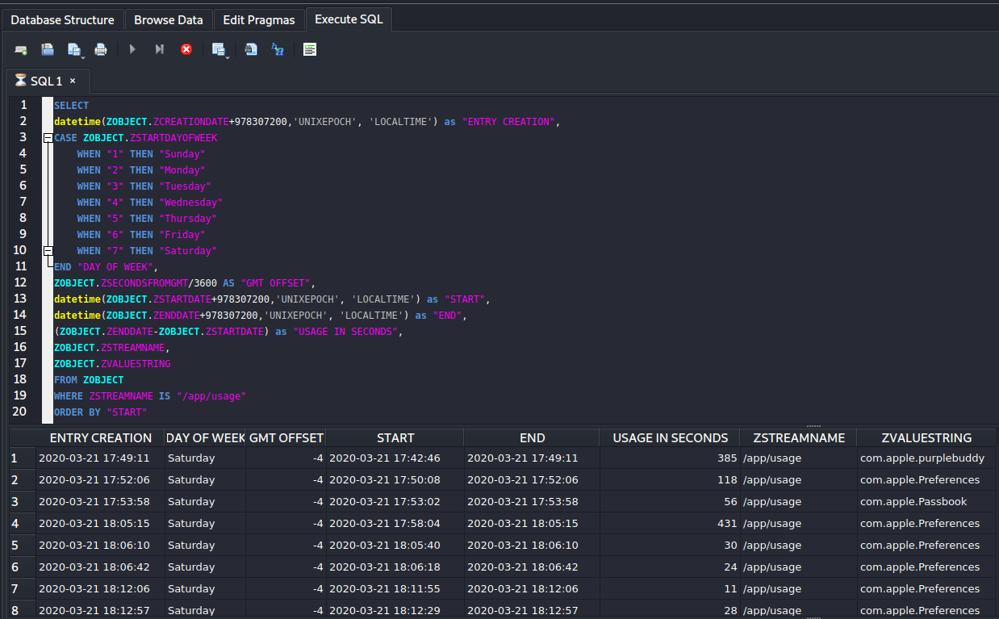 Database Structure Browse Data Edit Pragmas Execute SQL
SQL 1 ×
1 SELECT
2 datetime(ZOBJECT.ZCREATIONDATE+978307200,'UNIXEPOCH', 'LOCALTIME') as "ENTRY CREATION",
3 CASE ZOBJECT.ZSTARTDAYOFWEEK
4 WHEN "1" THEN "Sunday"
5 WHEN "2" THEN "Monday"
6 WHEN "3" THEN "Tuesday"
7 WHEN "4" THEN "Wednesday"
8 WHEN "5" THEN "Thursday"
9 WHEN "6" THEN "Friday"
10 WHEN "7" THEN "Saturday"
11 END "DAY OF WEEK",
12 ZOBJECT.ZSECONDSFROMGMT/3600 AS "GMT OFFSET",
13 datetime(ZOBJECT.ZSTARTDATE+978307200,'UNIXEPOCH', 'LOCALTIME') as "START",
14 datetime(ZOBJECT.ZENDDATE+978307200,'UNIXEPOCH', 'LOCALTIME') as "END",
15 (ZOBJECT.ZENDDATE-ZOBJECT.ZSTARTDATE) as "USAGE IN SECONDS",
16 ZOBJECT.ZSTREAMNAME,
17 ZOBJECT.ZVALUESTRING
18 FROM ZOBJECT
19 WHERE ZSTREAMNAME IS "/app/usage"
20 ORDER BY "START"
ENTRY CREATION DAY OF WEEK GMT OFFSET START END USAGE IN SECONDS ZSTREAMNAME ZVALUESTRING
1 2020-03-21 17:49:11 Saturday -4 2020-03-21 17:42:46 2020-03-21 17:49:11 385 /app/usage com.apple.purplebuddy
2 2020-03-21 17:52:06 Saturday -4 2020-03-21 17:50:08 2020-03-21 17:52:06 118 /app/usage com.apple.Preferences
3 2020-03-21 17:53:58 Saturday -4 2020-03-21 17:53:02 2020-03-21 17:53:58 56 /app/usage com.apple.Passbook
4 2020-03-21 18:05:15 Saturday -4 2020-03-21 17:58:04 2020-03-21 18:05:15 431 /app/usage com.apple.Preferences
5 2020-03-21 18:06:10 Saturday -4 2020-03-21 18:05:40 2020-03-21 18:06:10 30 /app/usage com.apple.Preferences
6 2020-03-21 18:06:42 Saturday -4 2020-03-21 18:06:18 2020-03-21 18:06:42 24 /app/usage com.apple.Preferences
7 2020-03-21 18:12:06 Saturday -4 2020-03-21 18:11:55 2020-03-21 18:12:06 11 /app/usage com.apple.Preferences
8 2020-03-21 18:12:57 Saturday -4 2020-03-21 18:12:29 2020-03-21 18:12:57 28 /app/usage com.apple.Preferences